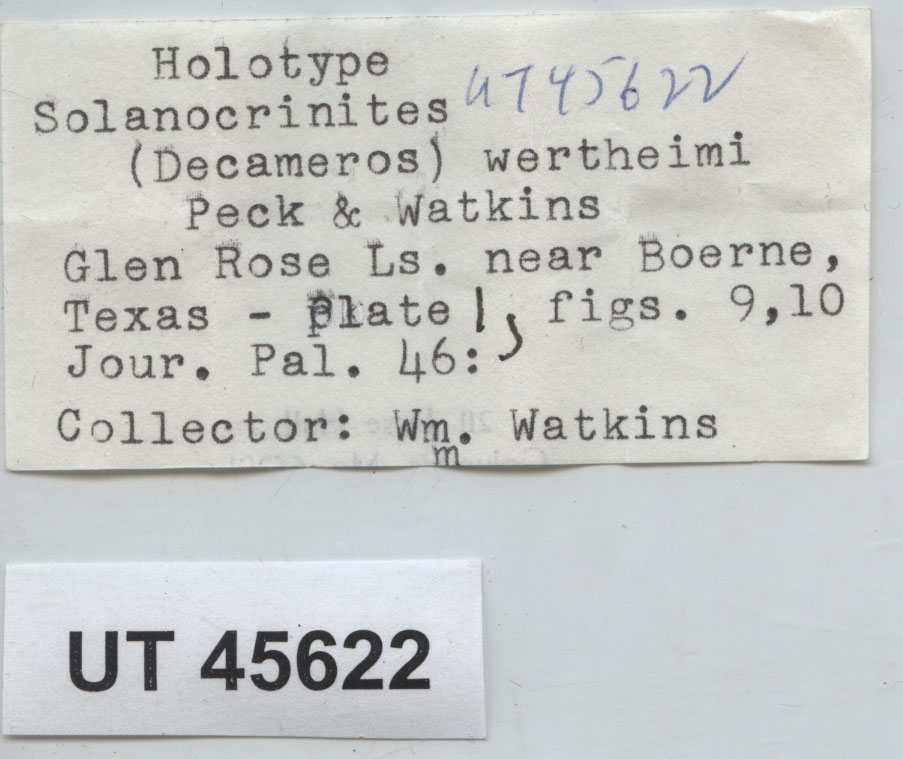 Holotype
UT45622
Solanocrinites
(Decameros) wertheimi
Peck & Watkins
Glen Rose Ls. near Boerne,
Texas - plate 1, figs. 9,10
Jour. Pal. 46:
Collector: Wm. Watkins
m
UT 45622